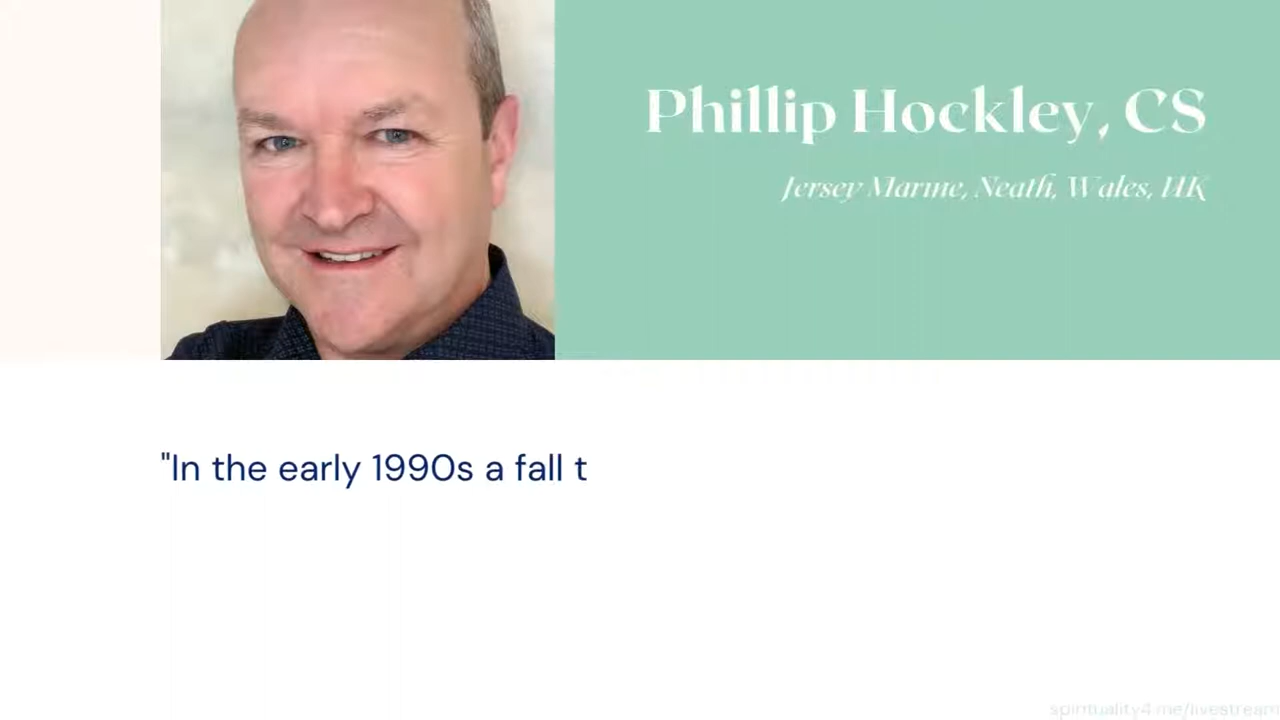 Phillip Hockley, CS
Jersey Marine, Neath, Wales, UK
"In the early 1990s a fall t
spirituality4.me/livestream